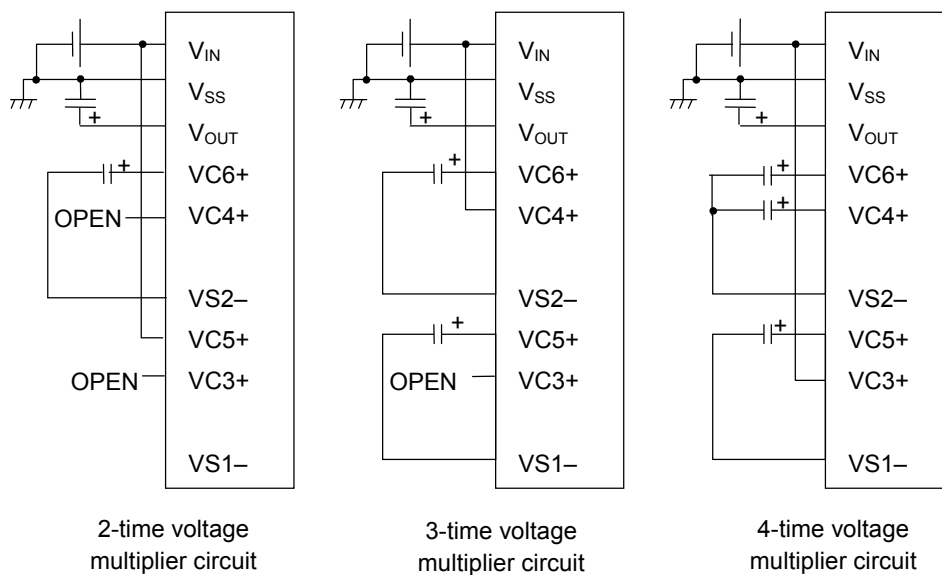 VIN
VSS
+
VOUT
+
VC6+
OPEN
VC4+
VS2–
VC5+
OPEN
VC3+
VS1–
2-time voltage
multiplier circuit
VIN
VSS
+
VOUT
+
VC6+
VC4+
VS2–
+
VC5+
OPEN
VC3+
VS1–
3-time voltage
multiplier circuit
VIN
VSS
+
VOUT
+
VC6+
+
VC4+
VS2–
+
VC5+
VC3+
VS1–
4-time voltage
multiplier circuit